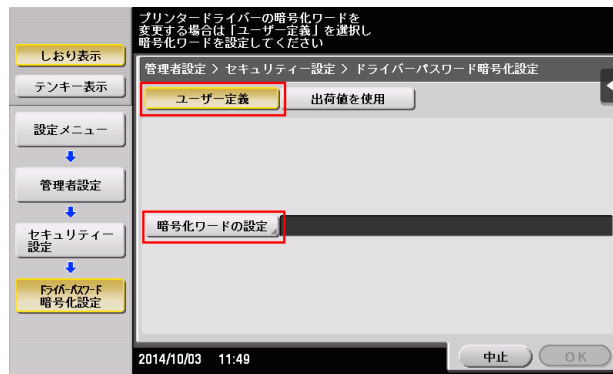 プリンタードライバーの暗号化ワードを
変更する場合は「ユーザー定義」を選択し
暗号化ワードを設定してください
しおり表示
テンキー表示
設定メニュー
管理者設定
セキュリティー
設定
ドライバーパスワード
暗号化設定
管理者設定 > セキュリティー設定 > ドライバーパスワード暗号化設定
ユーザー定義
出荷値を使用
暗号化ワードの設定
2014/10/03 11:49
中止
OK